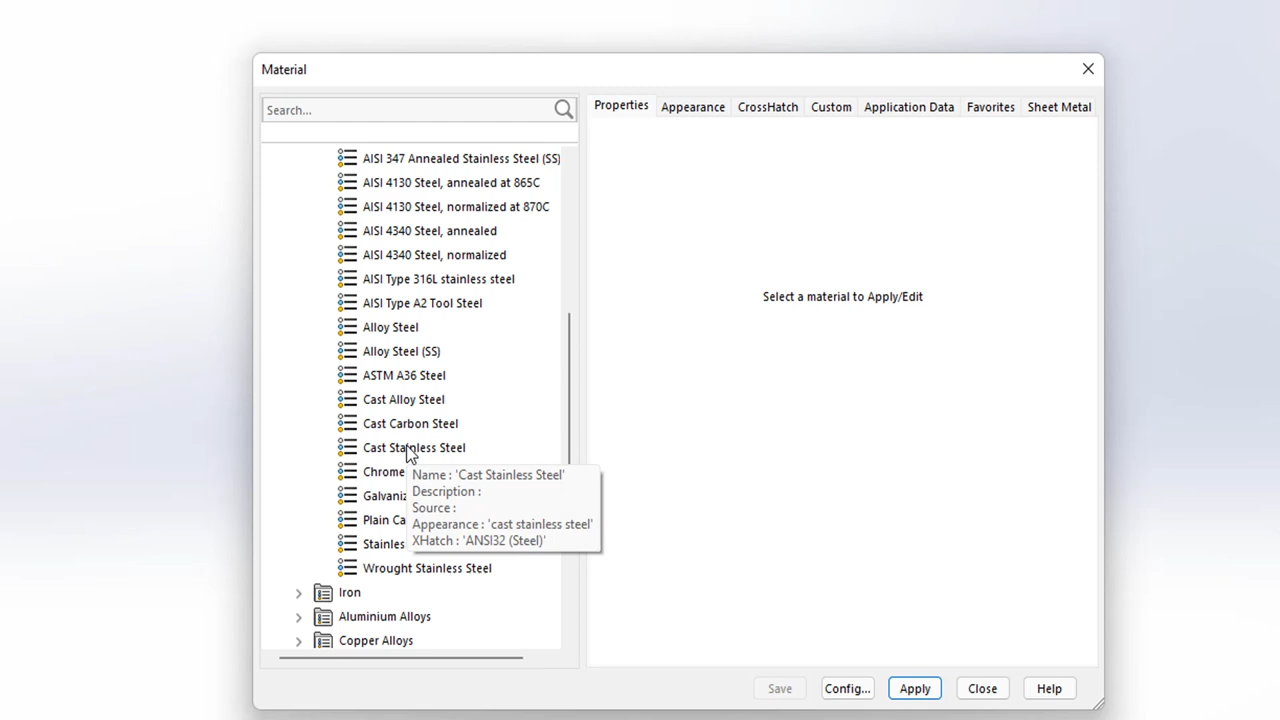 Material
Search...
Properties
Appearance
CrossHatch
Custom
Application Data
Favorites
Sheet Metal
AISI 347 Annealed Stainless Steel (SS)
AISI 4130 Steel, annealed at 865C
AISI 4130 Steel, normalized at 870C
AISI 4340 Steel, annealed
AISI 4340 Steel, normalized
AISI Type 316L stainless steel
AISI Type A2 Tool Steel
Alloy Steel
Alloy Steel (SS)
ASTM A36 Steel
Cast Alloy Steel
Cast Carbon Steel
Cast Stainless Steel
Chrome
Galvaniz
Plain Ca
Stainles
Wrought Stainless Steel
Iron
Aluminium Alloys
Copper Alloys
Name : 'Cast Stainless Steel'
Description :
Source :
Appearance : 'cast stainless steel'
XHatch : 'ANSI32 (Steel)'
Select a material to Apply/Edit
Save
Config...
Apply
Close
Help